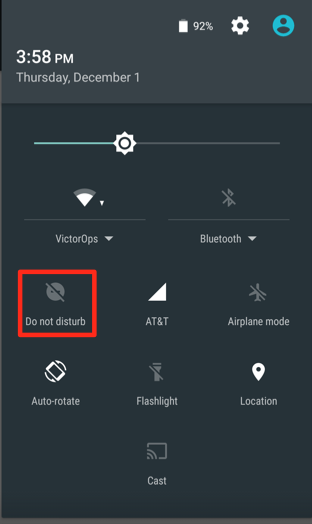 92%
3:58 PM
Thursday, December 1
VictorOps
Bluetooth
Do not disturb
AT&T
Airplane mode
Auto-rotate
Flashlight
Location
Cast